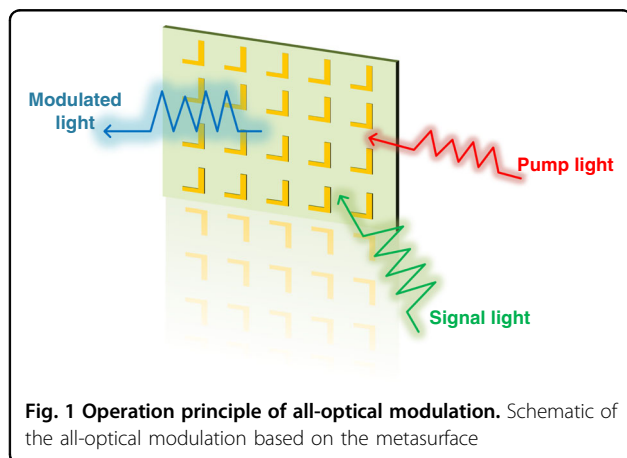 Modulated
light
Pump light
Signal light
Fig. 1 Operation principle of all-optical modulation. Schematic of
the all-optical modulation based on the metasurface